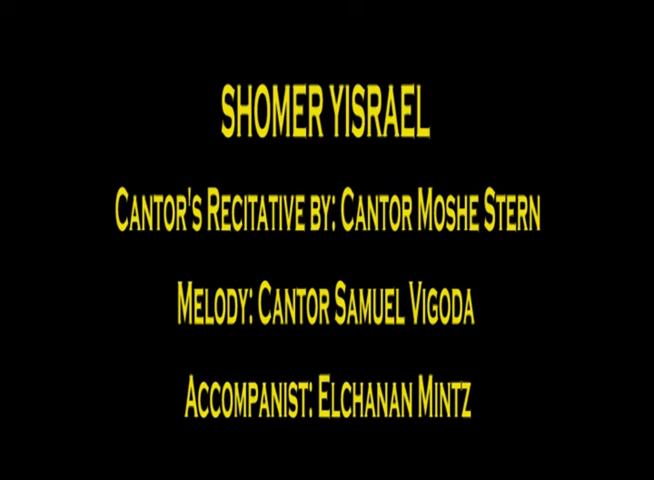 SHOMER YISRAEL
CANTOR'S RECITATIVE BY: CANTOR MOSHE STERN
MELODY: CANTOR SAMUEL VIGODA
ACCOMPANIST: ELCHANAN MINTZ